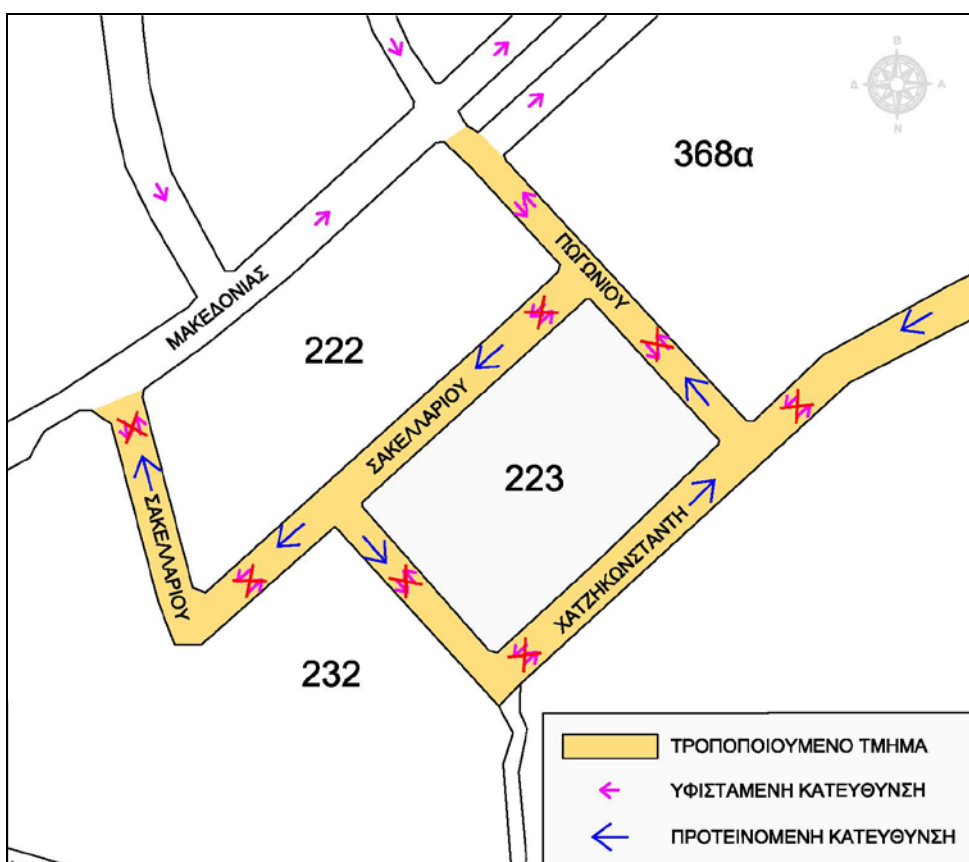 Β
Δ
Α
Ν
368α
ΠΩΓΩΝΙΟΥ
ΜΑΚΕΔΟΝΙΑΣ
222
ΣΑΚΕΛΛΑΡΙΟΥ
223
ΣΑΚΕΛΛΑΡΙΟΥ
ΧΑΤΖΗΚΩΝΣΤΑΝΤΗ
232
ΤΡΟΠΟΠΟΙΟΥΜΕΝΟ ΤΜΗΜΑ
ΥΦΙΣΤΑΜΕΝΗ ΚΑΤΕΥΘΥΝΣΗ
ΠΡΟΤΕΙΝΟΜΕΝΗ ΚΑΤΕΥΘΥΝΣΗ